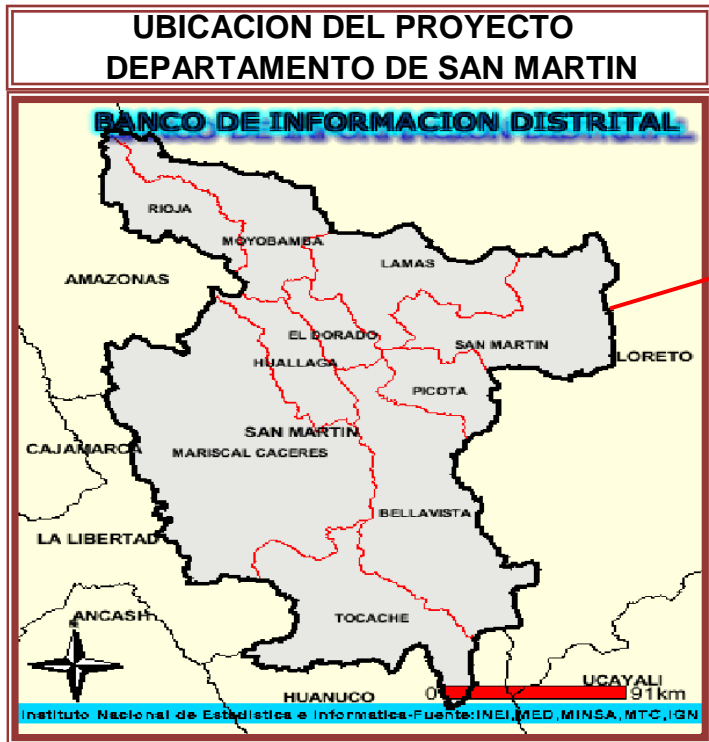 UBICACION DEL PROYECTO
DEPARTAMENTO DE SAN MARTIN
BANCO DE INFORMACION DISTRITAL
RIOJA
MOYOBAMBA
LAMAS
AMAZONAS
EL DORADO
SAN MARTIN
LORETO
HUALLAGA
PICOTA
SAN MARTIN
CAJAMARCA
MARISCAL CACERES
BELLAVISTA
LA LIBERTAD
ANCASH
TOCACHE
N
UCAYALI
HUANUCO
0 91km
Instituto Nacional de Estadistica e Informatica-Fuente:INEI,MED,MINSA,MTC,IGN